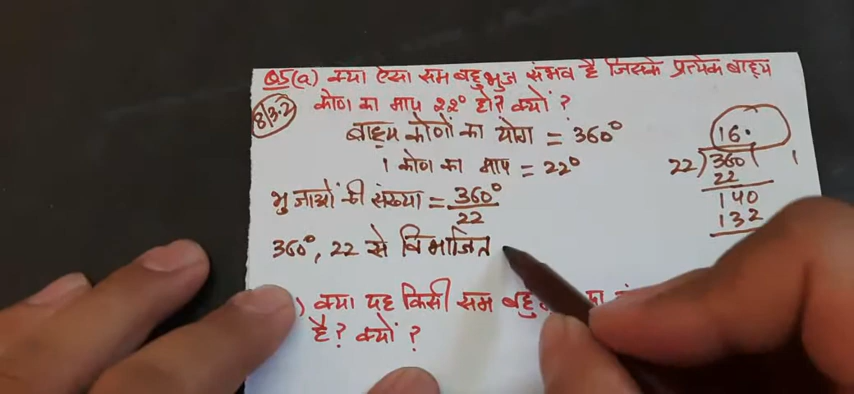 Q5(a) क्या ऐसा सम बहुभुज संभव है जिसके प्रत्येक बाह्य
कोण का माप 22° हो? क्यों ?
8/3.2
बाह्य कोणों का योग = 360°
1 कोण का माप = 22°
भुजाओं की संख्या = 360°
22
360°, 22 से विभाजित
16.
22) 360 ( 1
22
140
132
) क्या यह किसी सम
है? क्यों ?